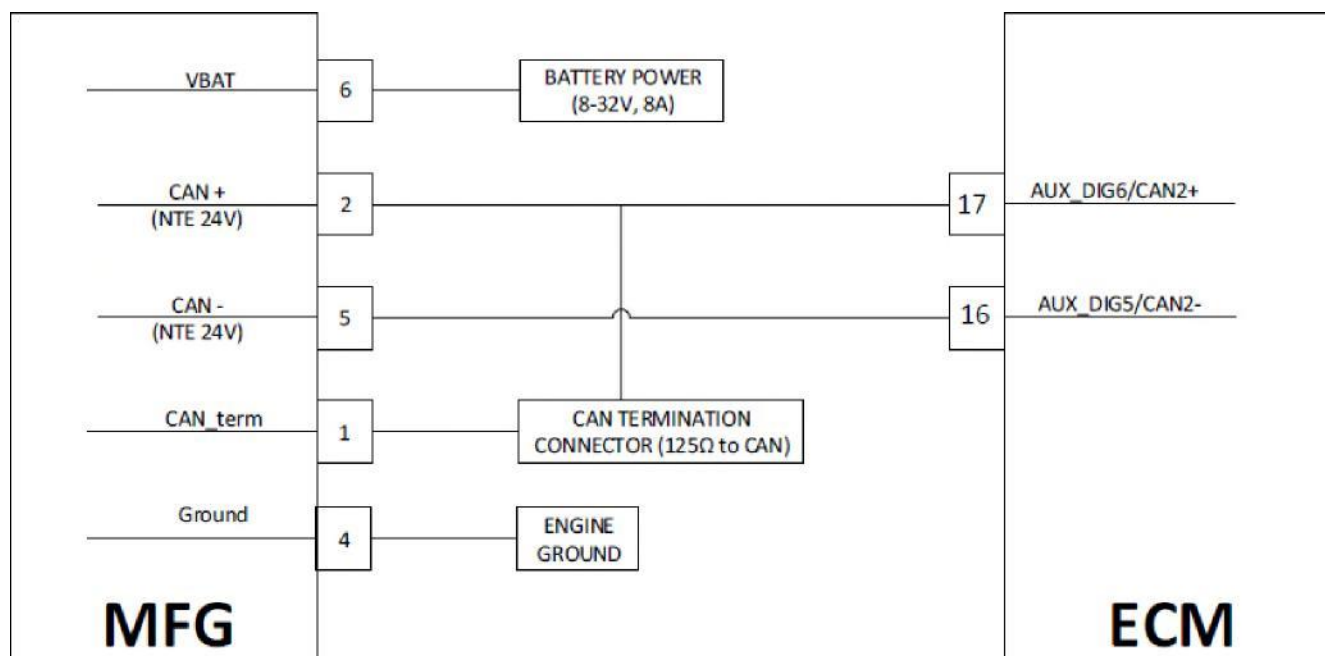 VBAT
6
BATTERY POWER
(8-32V, 8A)
CAN +
(NTE 24V)
2
17
AUX_DIG6/CAN2+
CAN -
(NTE 24V)
5
16
AUX_DIG5/CAN2-
CAN_term
1
CAN TERMINATION
CONNECTOR (125Ω to CAN)
Ground
4
ENGINE
GROUND
MFG
ECM